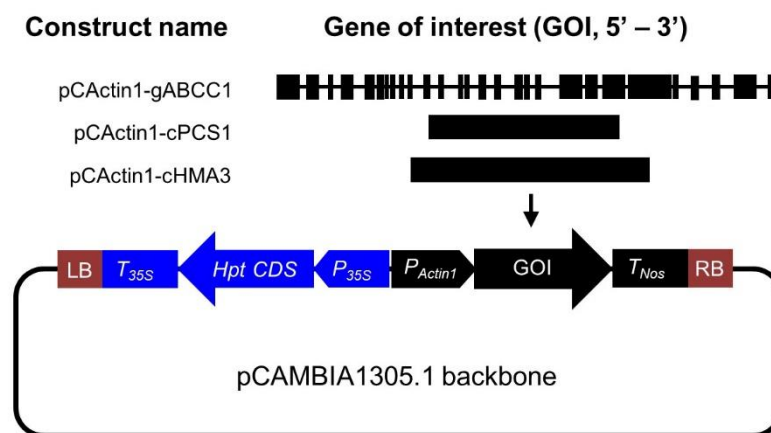 Construct name Gene of interest (GOI, 5’ – 3’)
pCActin1-gABCC1
pCActin1-cPCS1
pCActin1-cHMA3
LB T35S Hpt CDS P35S PActin1 GOI TNos RB
pCAMBIA1305.1 backbone